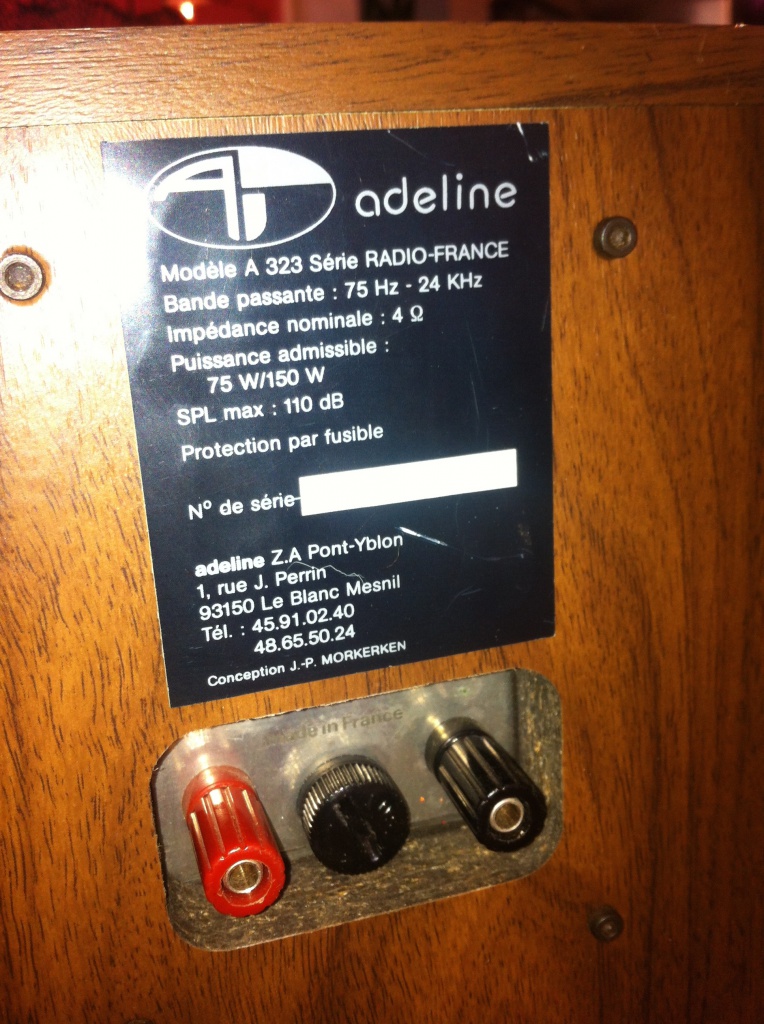 adeline
Modèle A 323 Série RADIO-FRANCE
Bande passante : 75 Hz - 24 KHz
Impédance nominale : 4 Ω
Puissance admissible :
75 W/150 W
SPL max : 110 dB
Protection par fusible
Nº de série
adeline Z.A Pont-Yblon
1, rue J. Perrin
93150 Le Blanc Mesnil
Tél. : 45.91.02.40
48.65.50.24
Conception J.-P. MORKERKEN
Made in France